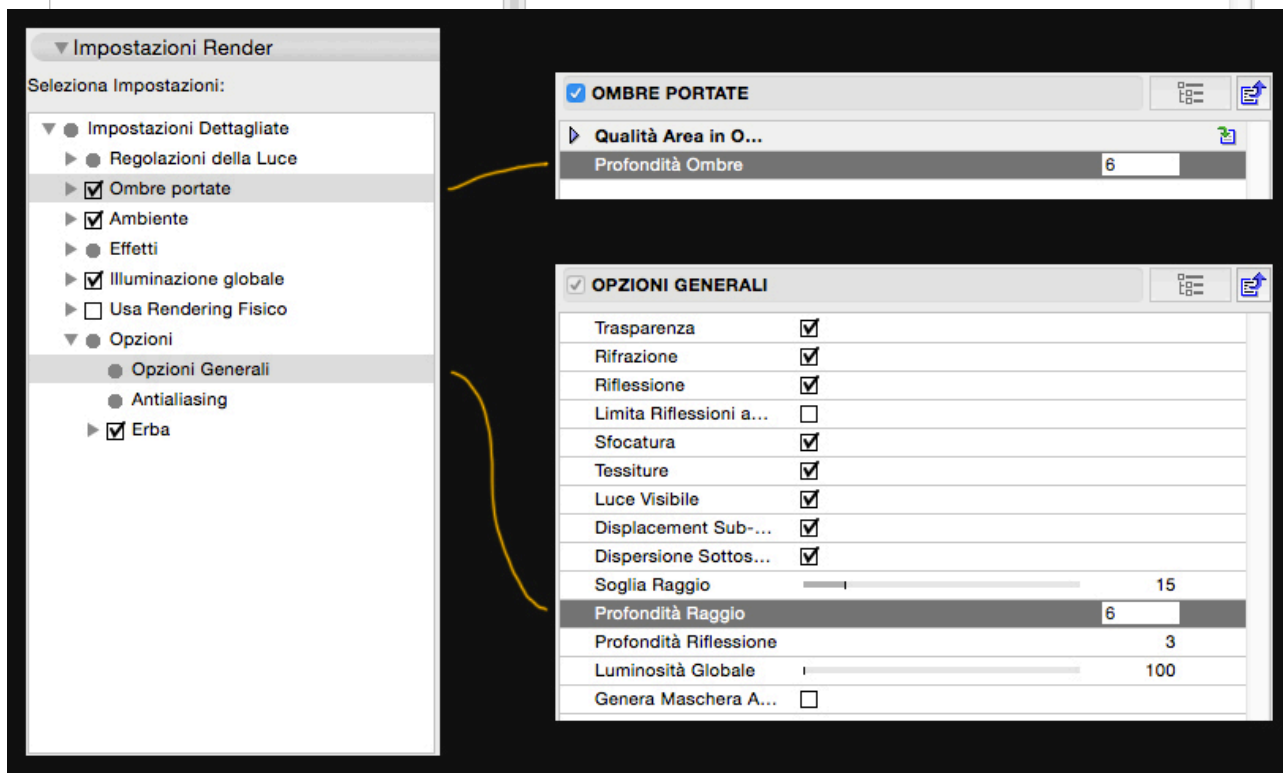 Impostazioni Render
Seleziona Impostazioni:
Impostazioni Dettagliate
Regolazioni della Luce
Ombre portate
Ambiente
Effetti
Illuminazione globale
Usa Rendering Fisico
Opzioni
Opzioni Generali
Antialiasing
Erba
OMBRE PORTATE
Qualità Area in O...
Profondità Ombre 6
OPZIONI GENERALI
Trasparenza
Rifrazione
Riflessione
Limita Riflessioni a...
Sfocatura
Tessiture
Luce Visibile
Displacement Sub-...
Dispersione Sottos...
Soglia Raggio 15
Profondità Raggio 6
Profondità Riflessione 3
Luminosità Globale 100
Genera Maschera A...